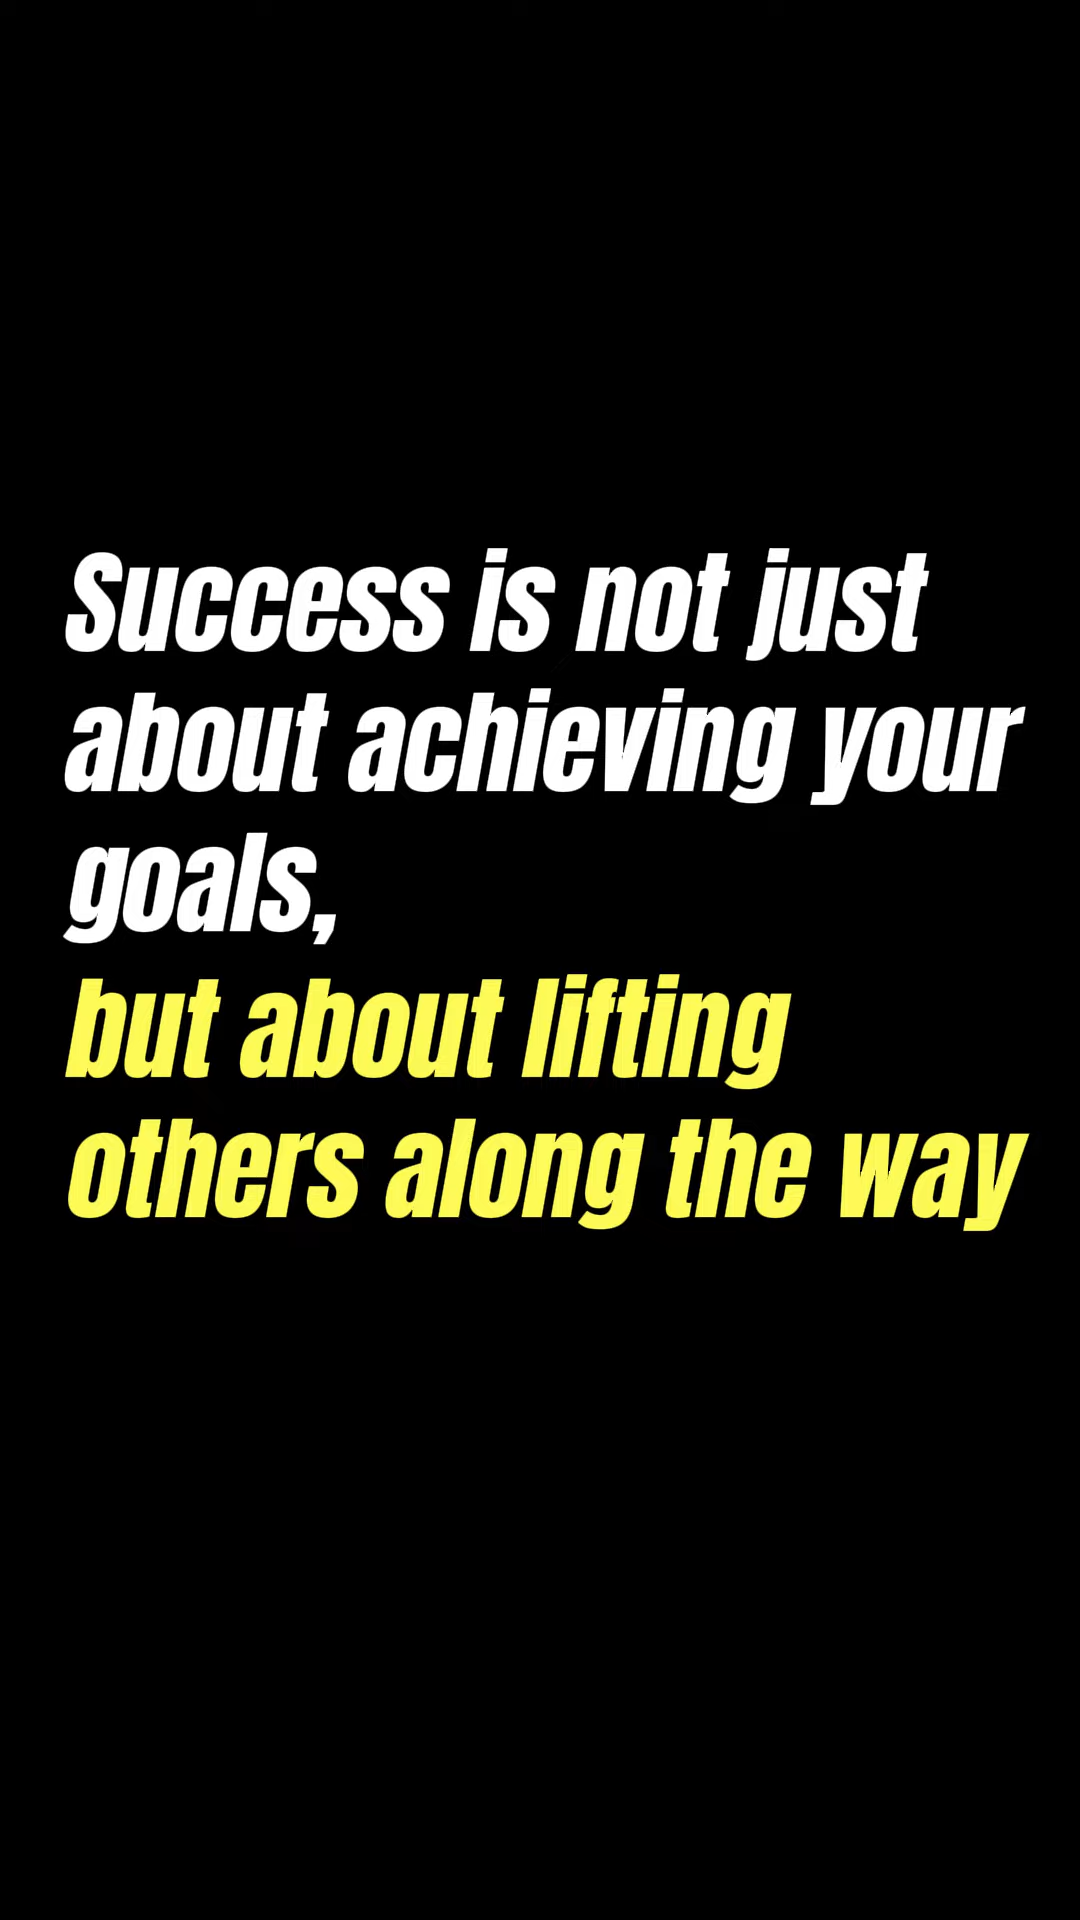 Success is not just
about achieving your
goals,
but about lifting
others along the way